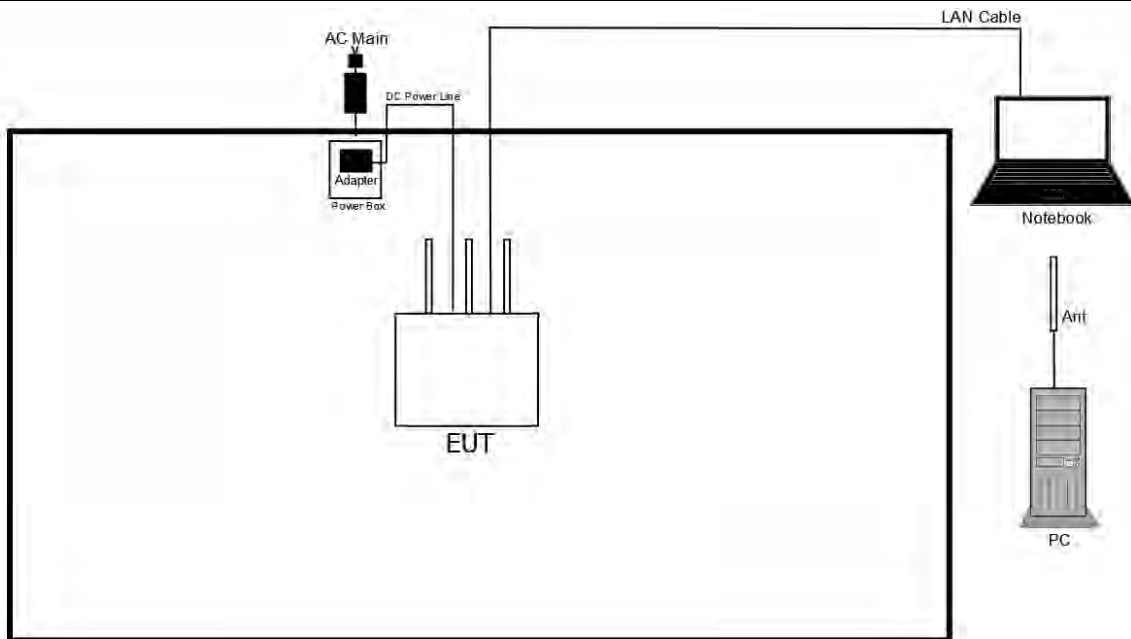 LAN Cable
AC Main
DC Power Line
Adapter
Power Box
Notebook
Ant
EUT
PC